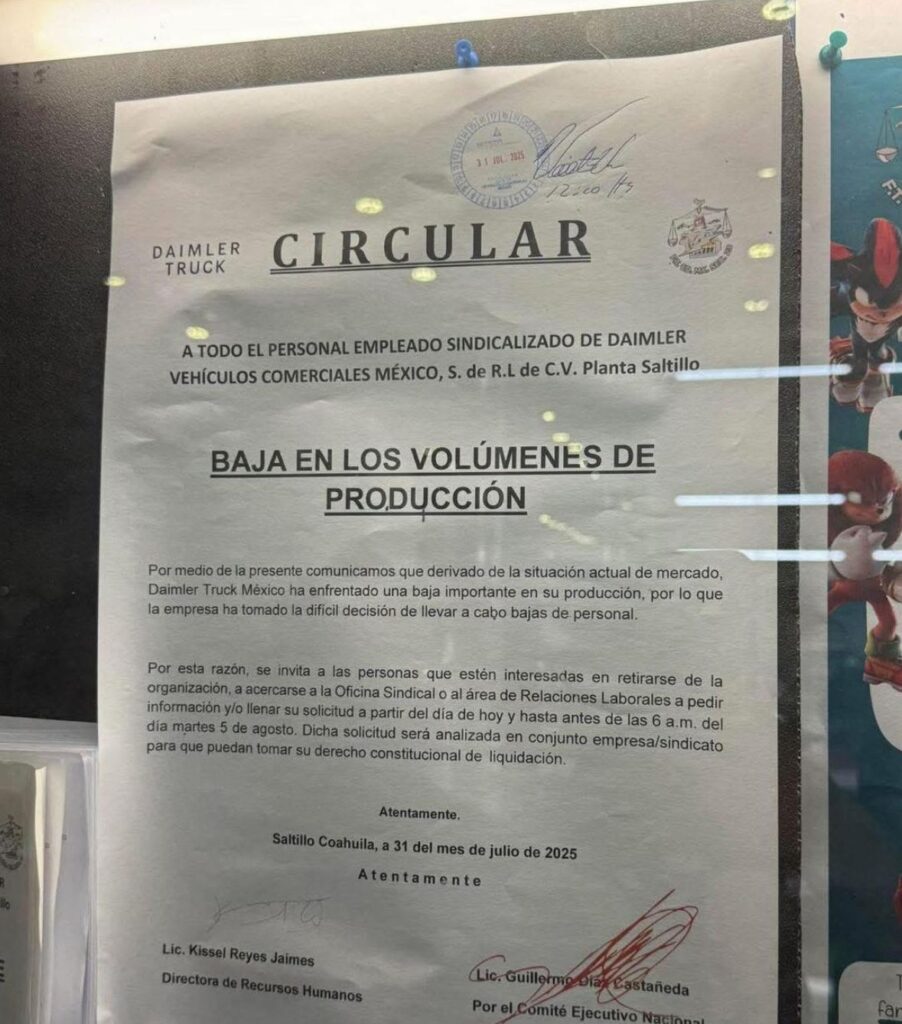 31 JUL. 2025
12:00 Hs
DAIMLER
TRUCK
CIRCULAR
A TODO EL PERSONAL EMPLEADO SINDICALIZADO DE DAIMLER
VEHÍCULOS COMERCIALES MÉXICO, S. de R.L de C.V. Planta Saltillo
BAJA EN LOS VOLÚMENES DE
PRODUCCIÓN
Por medio de la presente comunicamos que derivado de la situación actual de mercado,
Daimler Truck México ha enfrentado una baja importante en su producción, por lo que
la empresa ha tomado la difícil decisión de llevar a cabo bajas de personal.
Por esta razón, se invita a las personas que estén interesadas en retirarse de la
organización, a acercarse a la Oficina Sindical o al área de Relaciones Laborales a pedir
información y/o llenar su solicitud a partir del día de hoy y hasta antes de las 6 a.m. del
día martes 5 de agosto. Dicha solicitud será analizada en conjunto empresa/sindicato
para que puedan tomar su derecho constitucional de liquidación.
Atentamente.
Saltillo Coahuila, a 31 del mes de julio de 2025
Atentamente
Lic. Kissel Reyes Jaimes
Directora de Recursos Humanos
Lic. Guillermo Días Castañeda
Por el Comité Ejecutivo Nacional